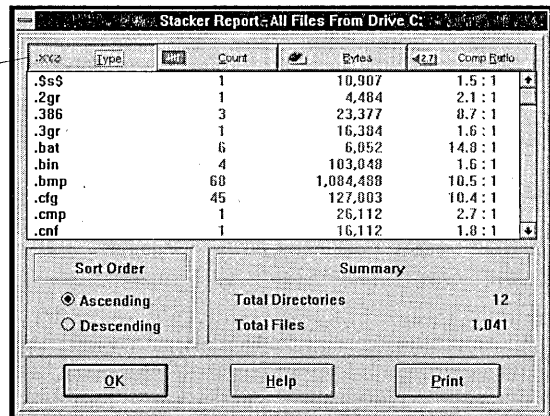 Stacker Report - All Files From Drive C:
.XYZ Type Count Bytes Comp Ratio
.$s$ 1 10,907 1.5 : 1
.2gr 1 4,484 2.1 : 1
.386 3 23,377 8.7 : 1
.3gr 1 16,384 1.6 : 1
.bat 6 6,052 14.8 : 1
.bin 4 103,048 1.6 : 1
.bmp 68 1,084,488 10.5 : 1
.cfg 45 127,003 10.4 : 1
.cmp 1 26,112 2.7 : 1
.cnf 1 16,112 1.8 : 1
Sort Order
Ascending
Descending
Summary
Total Directories 12
Total Files 1,041
OK Help Print